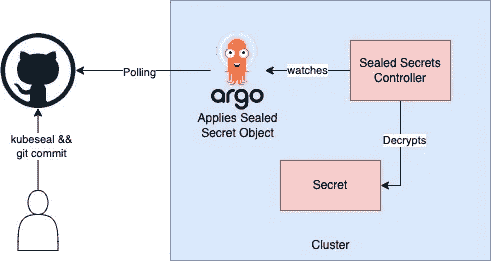 Polling
kubeseal &&
git commit
argo
Applies Sealed
Secret Object
watches
Sealed Secrets
Controller
Decrypts
Secret
Cluster